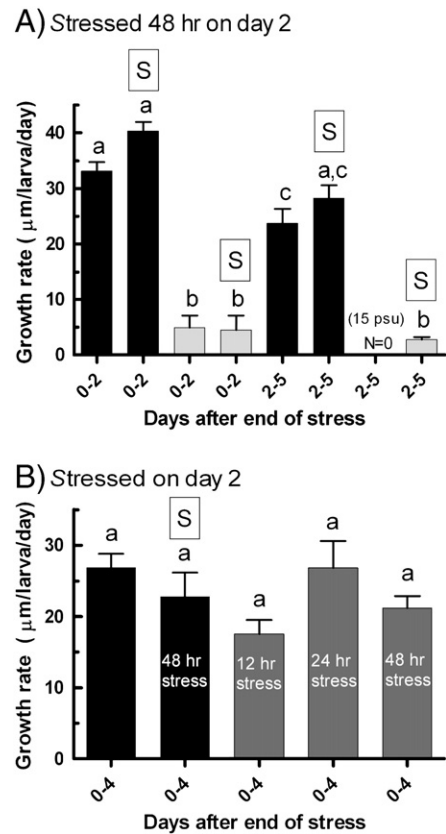 A) Stressed 48 hr on day 2
S
a
a
S
a,c
c
S
b
b
S
b
(15 psu)
N=0
Growth rate ( μm/larva/day)
40
30
20
10
0
0-2
0-2
0-2
0-2
2-5
2-5
2-5
2-5
Days after end of stress
B) Stressed on day 2
S
a
a
a
a
a
48 hr
stress
12 hr
stress
24 hr
stress
48 hr
stress
Growth rate ( μm/larva/day)
30
20
10
0
0-4
0-4
0-4
0-4
0-4
Days after end of stress